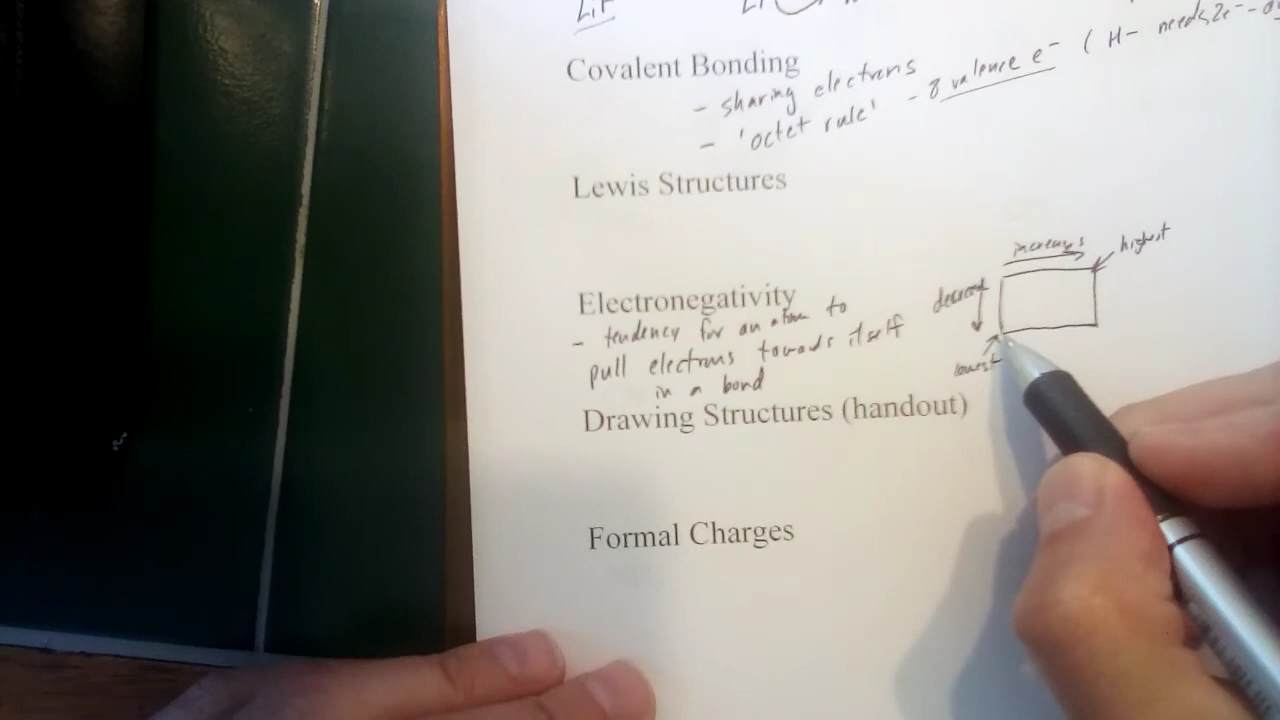 LiF
Covalent Bonding
- sharing electrons
- 'octet rule' - 8 valence e⁻ ( H- needs 2e⁻ -
Lewis Structures
increases
highest
Electronegativity
- tendency for an atom to
pull electrons towards itself
in a bond
lowest
Drawing Structures (handout)
Formal Charges